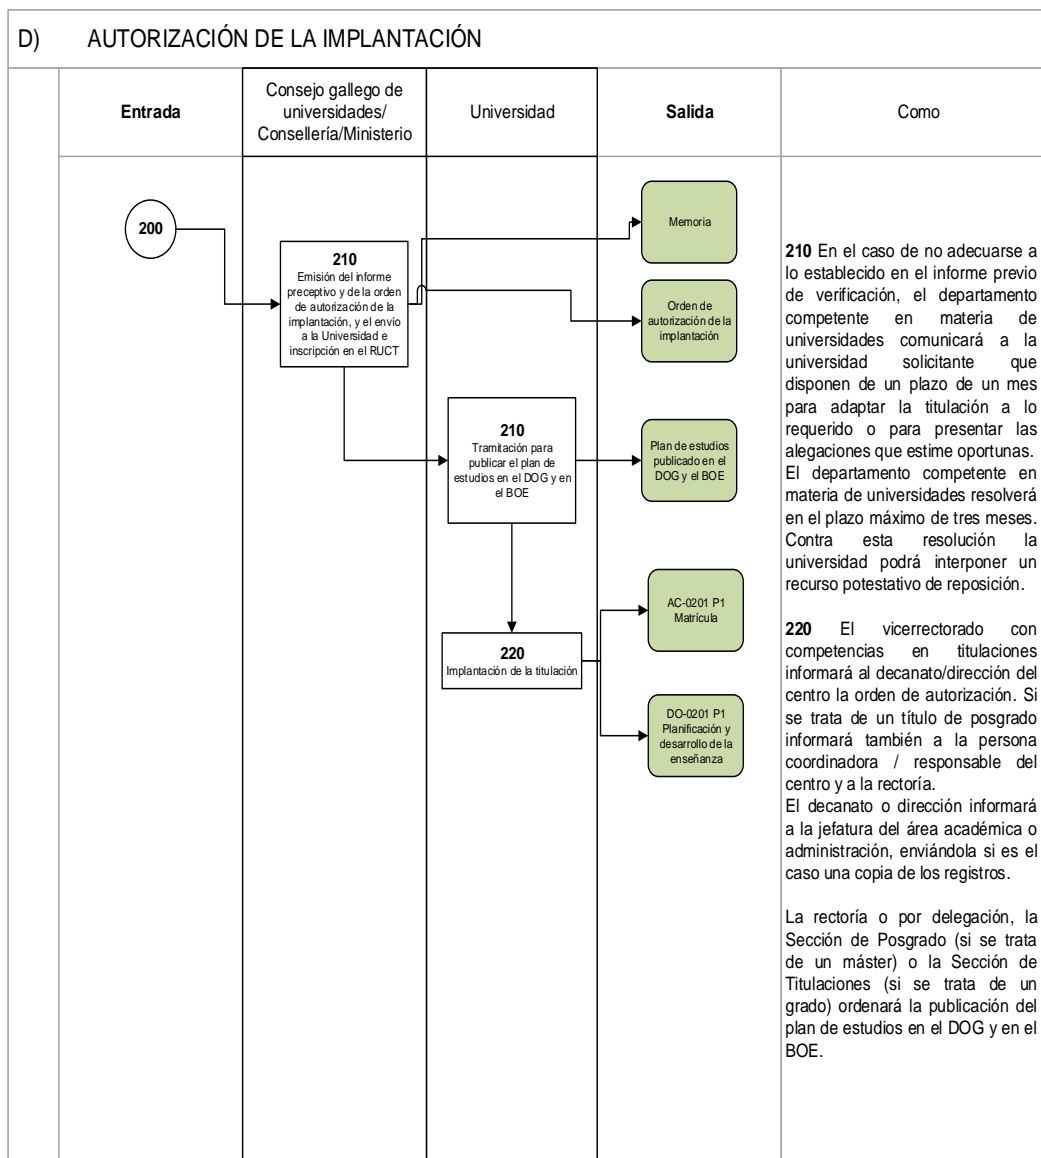 D) AUTORIZACIÓN DE LA IMPLANTACIÓN
Entrada
Consejo gallego de
universidades/
Consellería/Ministerio
Universidad
Salida
Como
200
210
Emisión del informe
preceptivo y de la orden
de autorización de la
implantación, y el envío
a la Universidad e
inscripción en el RUCT
Memoria
Orden de
autorización de la
implantación
210
Tramitación para
publicar el plan de
estudios en el DOG y en
el BOE
Plan de estudios
publicado en el
DOG y el BOE
220
Implantación de la titulación
AC-0201 P1
Matrícula
DO-0201 P1
Planificación y
desarrollo de la
enseñanza
210 En el caso de no adecuarse a
lo establecido en el informe previo
de verificación, el departamento
competente en materia de
universidades comunicará a la
universidad solicitante que
disponen de un plazo de un mes
para adaptar la titulación a lo
requerido o para presentar las
alegaciones que estime oportunas.
El departamento competente en
materia de universidades resolverá
en el plazo máximo de tres meses.
Contra esta resolución la
universidad podrá interponer un
recurso potestativo de reposición.
220 El vicerrectorado con
competencias en titulaciones
informará al decanato/dirección del
centro la orden de autorización. Si
se trata de un título de posgrado
informará también a la persona
coordinadora / responsable del
centro y a la rectoría.
El decanato o dirección informará
a la jefatura del área académica o
administración, enviándola si es el
caso una copia de los registros.
La rectoría o por delegación, la
Sección de Posgrado (si se trata
de un máster) o la Sección de
Titulaciones (si se trata de un
grado) ordenará la publicación del
plan de estudios en el DOG y en el
BOE.